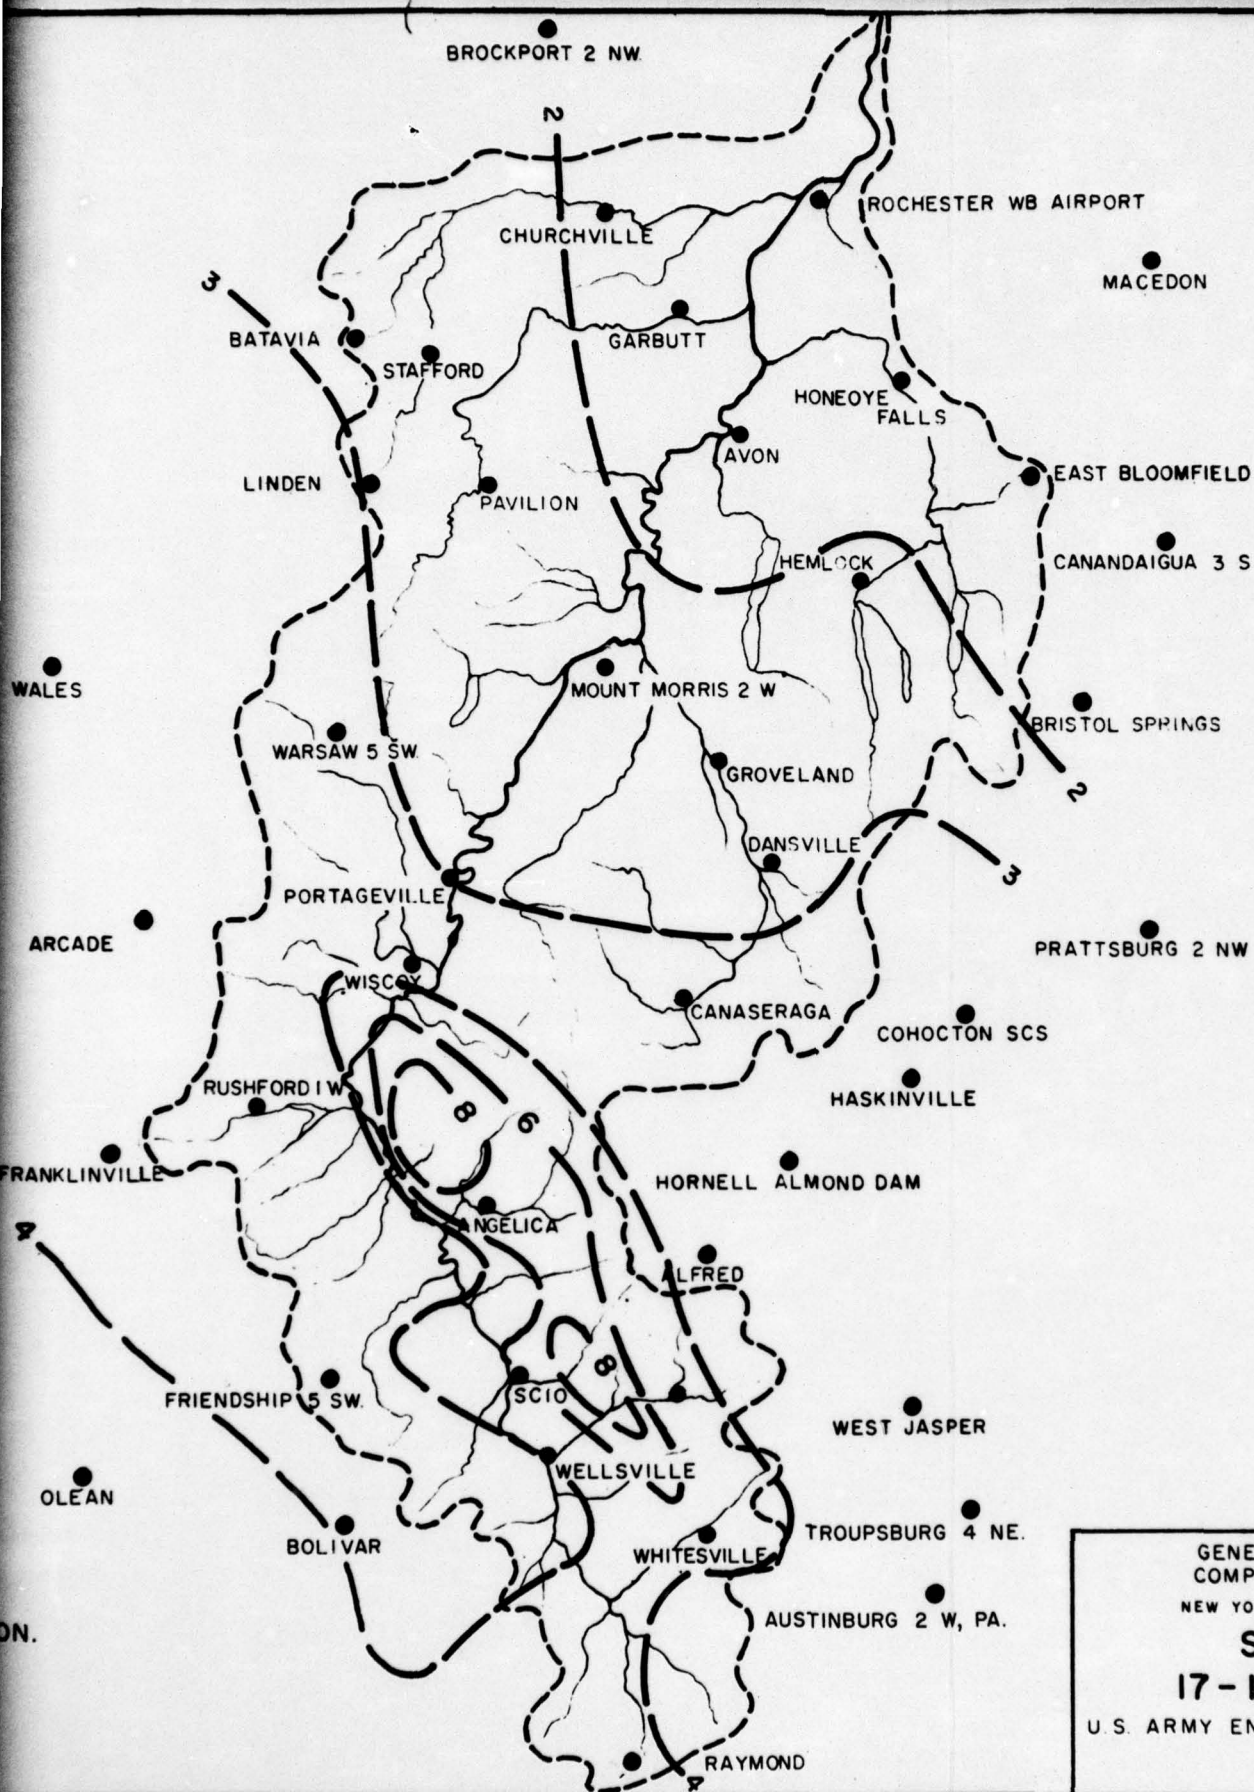 BROCKPORT 2 NW.
2
ROCHESTER WB AIRPORT
CHURCHVILLE
MACEDON
3
BATAVIA
GARBUTT
STAFFORD
HONEOYE
FALLS
AVON
EAST BLOOMFIELD
LINDEN
PAVILION
HEMLOCK
CANANDAIGUA 3 S
WALES
MOUNT MORRIS 2 W
BRISTOL SPRINGS
WARSAW 5 SW.
GROVELAND
2
DANSVILLE
3
PORTAGEVILLE
ARCADE
PRATTSBURG 2 NW
WISCOY
CANASERAGA
COHOCTON SCS
RUSHFORD 1 W
HASKINVILLE
8
6
FRANKLINVILLE
HORNELL ALMOND DAM
ANGELICA
4
ALFRED
8
FRIENDSHIP 5 SW.
SCIO
WEST JASPER
WELLSVILLE
OLEAN
TROUPSBURG 4 NE.
BOLIVAR
WHITESVILLE
GENE
COMP
NEW YO
AUSTINBURG 2 W, PA.
ON.
S
17-1
U.S. ARMY EN
RAYMOND
4